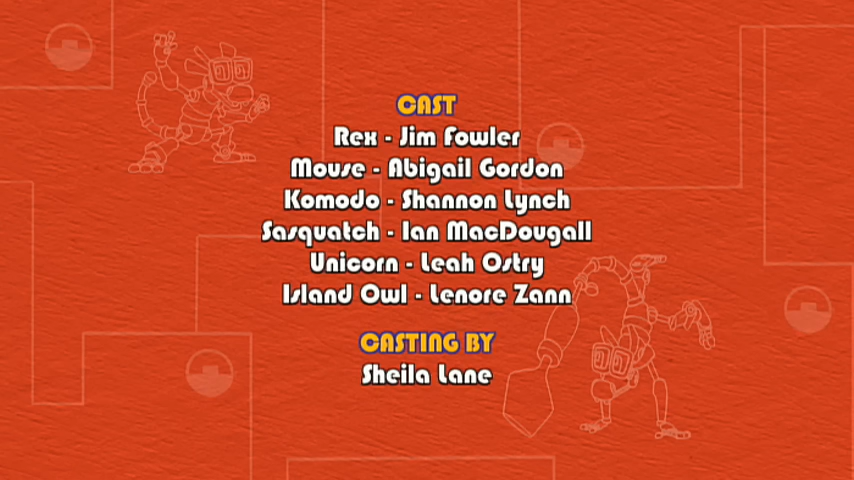 CAST
Rex - Jim Fowler
Mouse - Abigail Gordon
Komodo - Shannon Lynch
Sasquatch - Ian MacDougall
Unicorn - Leah Ostry
Island Owl - Lenore Zann
CASTING BY
Sheila Lane